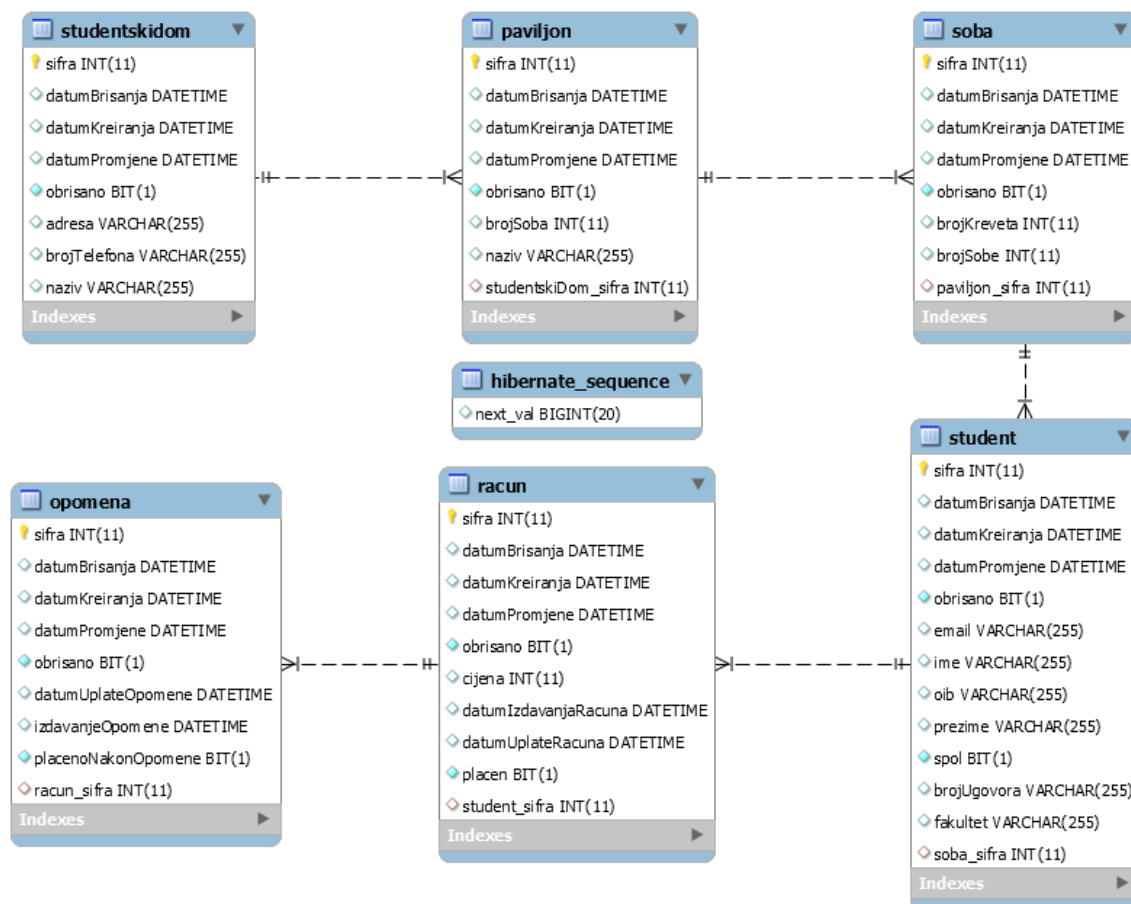 studentskidom
sifra INT(11)
datumBrisanja DATETIME
datumKreiranja DATETIME
datumPromjene DATETIME
obrisano BIT(1)
adresa VARCHAR(255)
brojTelefona VARCHAR(255)
naziv VARCHAR(255)
Indexes
paviljon
sifra INT(11)
datumBrisanja DATETIME
datumKreiranja DATETIME
datumPromjene DATETIME
obrisano BIT(1)
brojSoba INT(11)
naziv VARCHAR(255)
studentskiDom_sifra INT(11)
Indexes
soba
sifra INT(11)
datumBrisanja DATETIME
datumKreiranja DATETIME
datumPromjene DATETIME
obrisano BIT(1)
brojKreveta INT(11)
brojSobe INT(11)
paviljon_sifra INT(11)
Indexes
hibernate_sequence
next_val BIGINT(20)
opomena
sifra INT(11)
datumBrisanja DATETIME
datumKreiranja DATETIME
datumPromjene DATETIME
obrisano BIT(1)
datumUplateOpomene DATETIME
izdavanjeOpomene DATETIME
placenoNakonOpomene BIT(1)
racun_sifra INT(11)
Indexes
racun
sifra INT(11)
datumBrisanja DATETIME
datumKreiranja DATETIME
datumPromjene DATETIME
obrisano BIT(1)
cijena INT(11)
datumIzdavanjaRacuna DATETIME
datumUplateRacuna DATETIME
placen BIT(1)
student_sifra INT(11)
Indexes
student
sifra INT(11)
datumBrisanja DATETIME
datumKreiranja DATETIME
datumPromjene DATETIME
obrisano BIT(1)
email VARCHAR(255)
ime VARCHAR(255)
oib VARCHAR(255)
prezime VARCHAR(255)
spol BIT(1)
brojUgovora VARCHAR(255)
fakultet VARCHAR(255)
soba_sifra INT(11)
Indexes